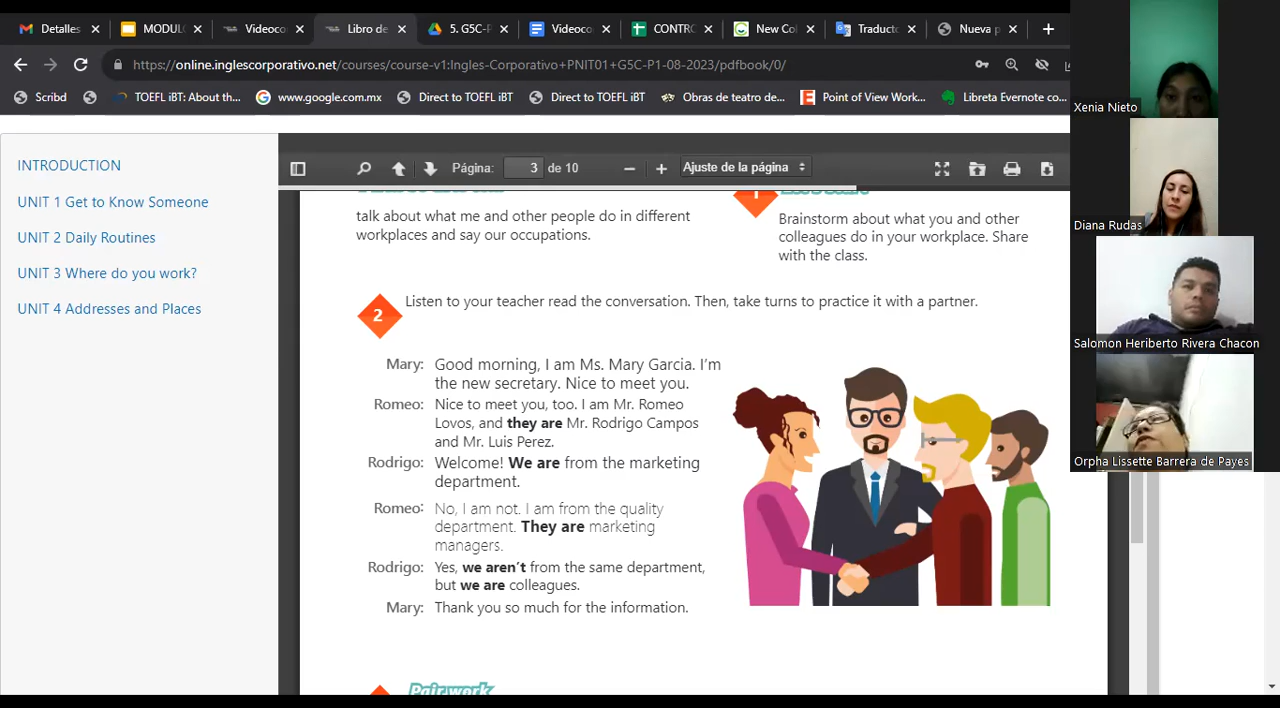 Detalles
MODUL
Videoco
Libro de
5. G5C-P
Videoco
CONTRO
New Co
Traducto
Nueva p
https://online.inglescorporativo.net/courses/course-v1:Ingles-Corporativo+PNIT01+G5C-P1-08-2023/pdfbook/0/
Scribd
TOEFL iBT: About th...
www.google.com.mx
Direct to TOEFL iBT
Direct to TOEFL iBT
Obras de teatro de...
Point of View Work...
Libreta Evernote co...
INTRODUCTION
UNIT 1 Get to Know Someone
UNIT 2 Daily Routines
UNIT 3 Where do you work?
UNIT 4 Addresses and Places
Página: 3 de 10
Ajuste de la página
talk about what me and other people do in different
workplaces and say our occupations.
1
Brainstorm about what you and other
colleagues do in your workplace. Share
with the class.
2
Listen to your teacher read the conversation. Then, take turns to practice it with a partner.
Mary: Good morning, I am Ms. Mary Garcia. I'm
the new secretary. Nice to meet you.
Romeo: Nice to meet you, too. I am Mr. Romeo
Lovos, and they are Mr. Rodrigo Campos
and Mr. Luis Perez.
Rodrigo: Welcome! We are from the marketing
department.
Romeo: No, I am not. I am from the quality
department. They are marketing
managers.
Rodrigo: Yes, we aren't from the same department,
but we are colleagues.
Mary: Thank you so much for the information.
Pair work
Xenia Nieto
Diana Rudas
Salomon Heriberto Rivera Chacon
Orpha Lissette Barrera de Payes